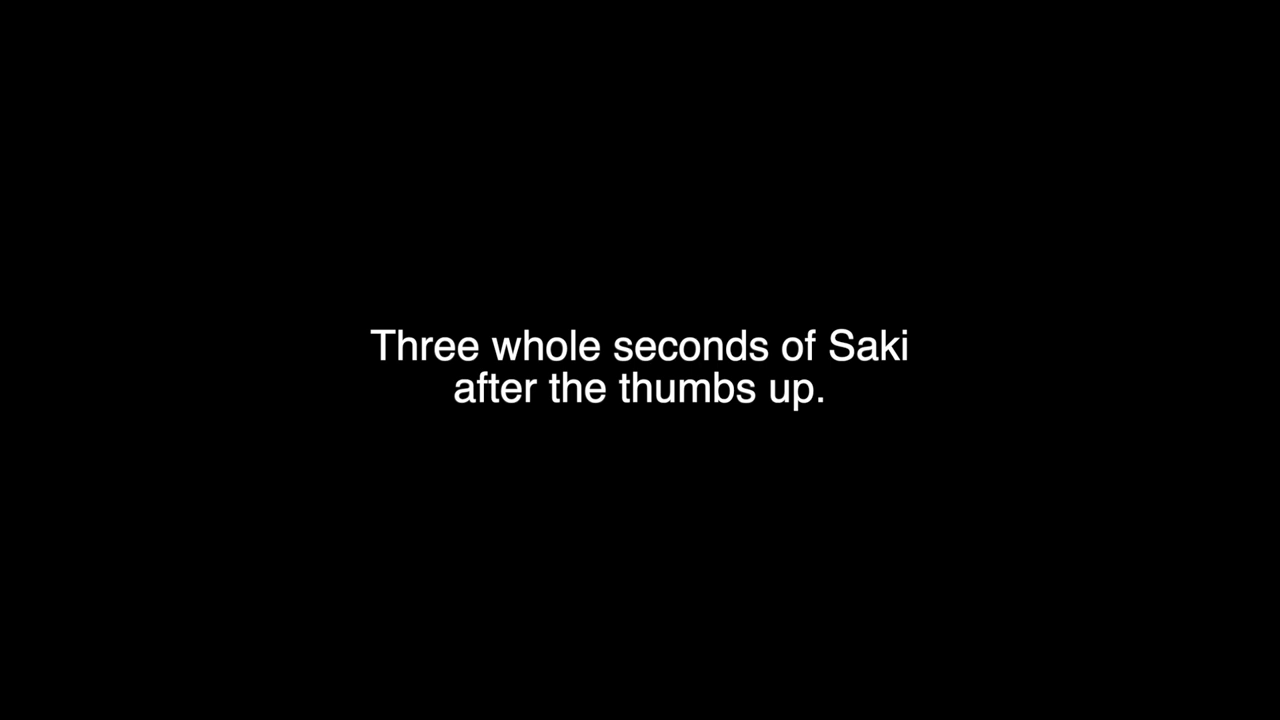 Three whole seconds of Saki
after the thumbs up.